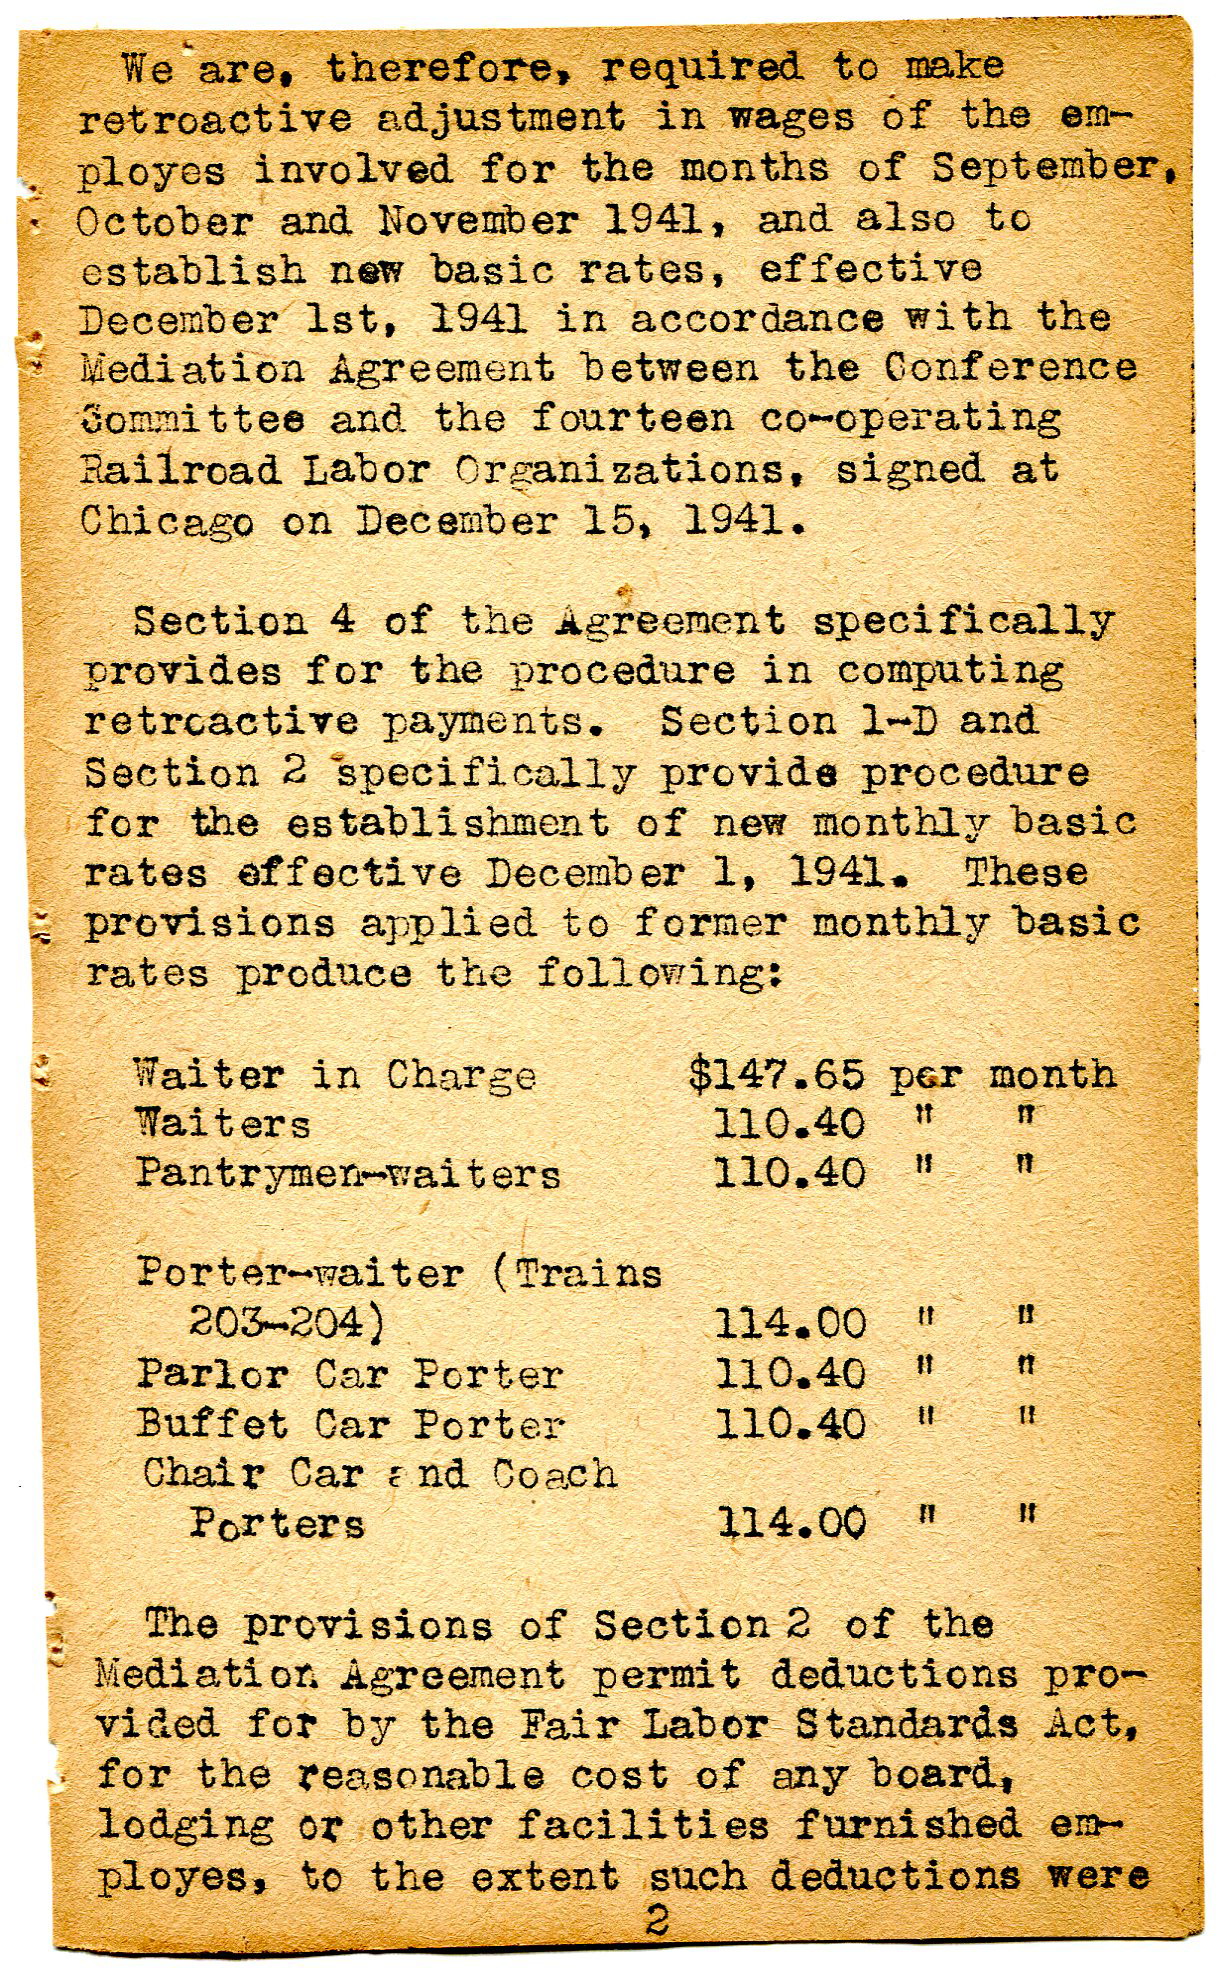 We are, therefore, required to make
retroactive adjustment in wages of the em-
ployes involved for the months of September,
October and November 1941, and also to
establish new basic rates, effective
December 1st, 1941 in accordance with the
Mediation Agreement between the Conference
Committee and the fourteen co-operating
Railroad Labor Organizations, signed at
Chicago on December 15, 1941.
Section 4 of the Agreement specifically
provides for the procedure in computing
retroactive payments. Section 1-D and
Section 2 specifically provide procedure
for the establishment of new monthly basic
rates effective December 1, 1941. These
provisions applied to former monthly basic
rates produce the following:
Waiter in Charge $147.65 per month
Waiters 110.40 " "
Pantrymen-waiters 110.40 " "
Porter-waiter (Trains
203-204) 114.00 " "
Parlor Car Porter 110.40 " "
Buffet Car Porter 110.40 " "
Chair Car and Coach
Porters 114.00 " "
The provisions of Section 2 of the
Mediation Agreement permit deductions pro-
vided for by the Fair Labor Standards Act,
for the reasonable cost of any board,
lodging or other facilities furnished em-
ployes, to the extent such deductions were
2